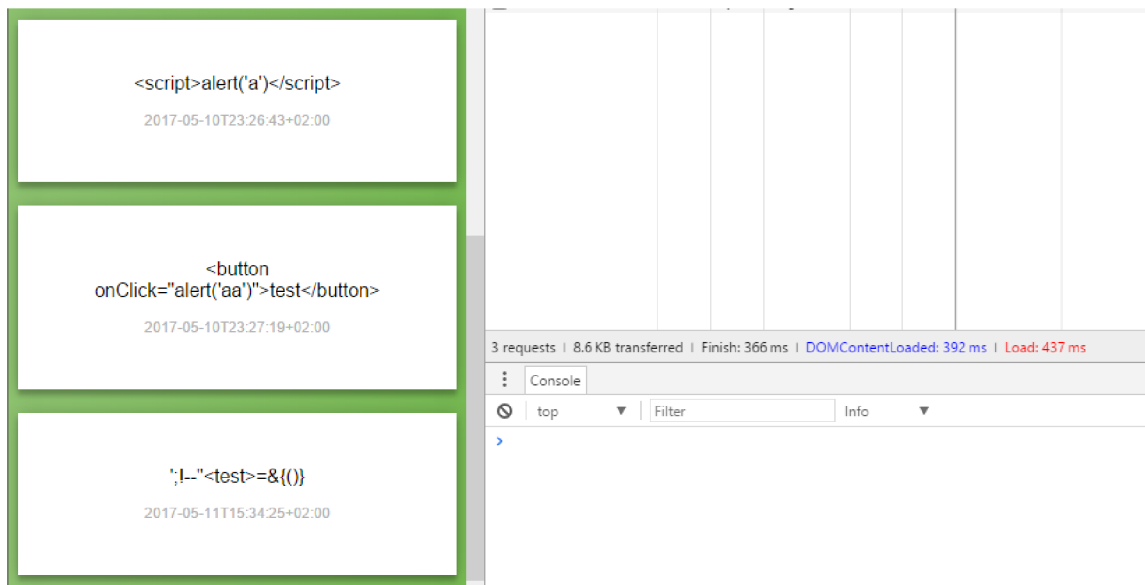 <script>alert('a')</script>
2017-05-10T23:26:43+02:00
<button
onClick="alert('aa')">test</button>
2017-05-10T23:27:19+02:00
';!--"<test>=&{()}
2017-05-11T15:34:25+02:00
3 requests | 8.6 KB transferred | Finish: 366 ms | DOMContentLoaded: 392 ms | Load: 437 ms
Console
top ▼ Filter Info ▼